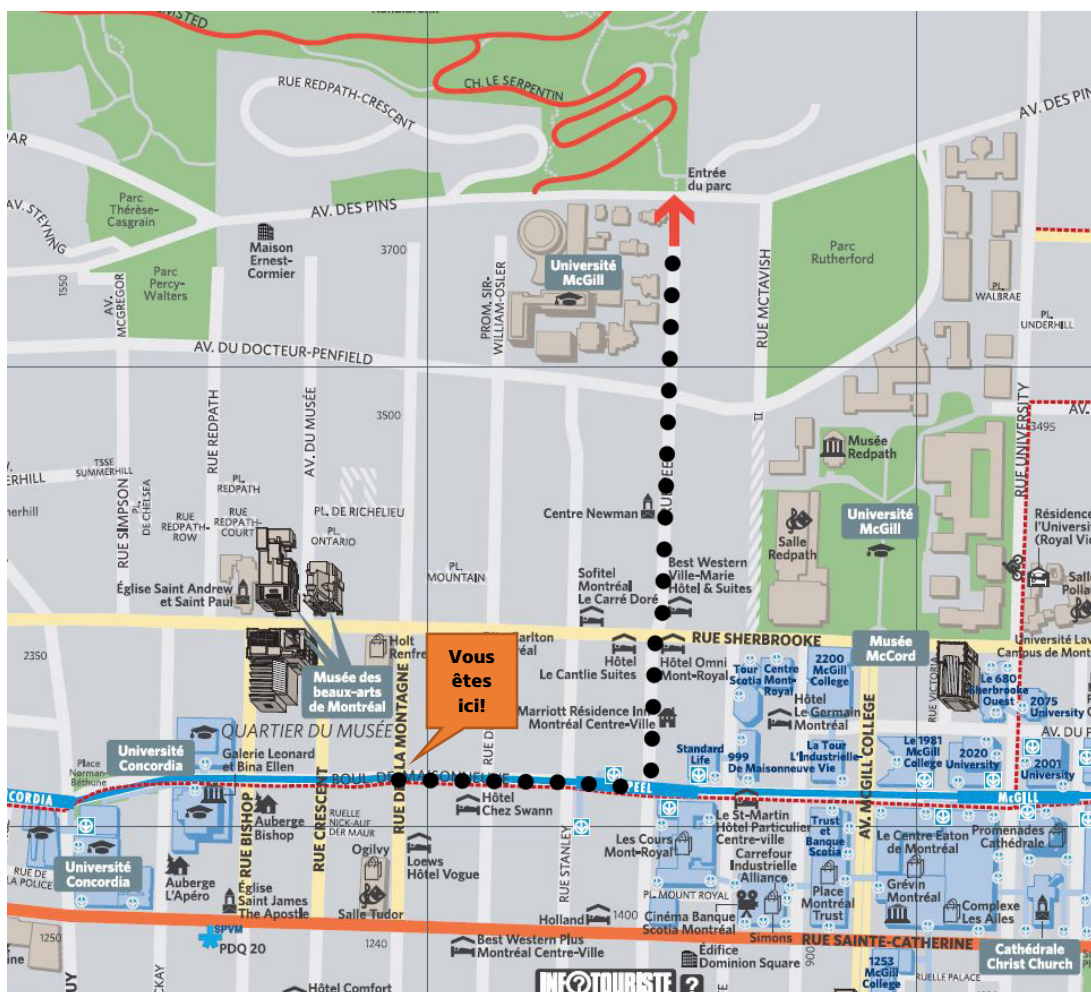 CH. LE SERPENTIN
RUE REDPATH-CRESCENT
AV. DES PINS
Entrée
du parc
Parc
Thérèse-
Casgrain
AV. DES PINS
AV. STEYNING
Maison
Ernest-
Cormier
3700
Université
McGill
Parc
Rutherford
1550
Parc
Percy-
Walters
AV.
MCGREGOR
PROM. SIR-
WILLIAM-OSLER
RUE MCTAVISH
PL.
WALBRAE
PL.
UNDERHILL
AV. DU DOCTEUR-PENFIELD
3500
AV.
3495
RUE REDPATH
AV. DU MUSÉE
Musée
Redpath
RUE UNIVERSITY
TSSE
SUMMERHILL
PL.
REDPATH
RUE SIMPSON
PL.
DE CHELSEA
RUE
REDPATH-
ROW
RUE
REDPATH-
COURT
PL. DE RICHELIEU
PL.
ONTARIO
Centre Newman
Salle
Redpath
Université
McGill
PL.
MOUNTAIN
Sofitel
Montréal
Le Carré Doré
Best Western
Ville-Marie
Hôtel & Suites
Église Saint Andrew
et Saint Paul
RUE SHERBROOKE
2350
Holt
Musée des
beaux-arts
de Montréal
Vous
êtes
ici!
Hôtel
Le Cantlie Suites
Hôtel Omni
Mont-Royal
Tour
Scotia
Centre
Mont-
Royal
2200
McGill
College
Musée
McCord
RUE VICTORIA
Le 680
Sherbrooke
Ouest
2075
Hôtel
Le Germain
Montréal
QUARTIER DU MUSÉE
RUE DE LA MONTAGNE
Marriott Résidence Inn
Montréal Centre-Ville
Université
Concordia
Galerie Leonard
et Bina Ellen
Place
Norman-
Bethune
Standard
Life
999
De Maisonneuve
La Tour
L'Industrielle
Vie
Le 1981
McGill
College
2020
University
2001
University
BOUL. DE MAISONNEUVE
PEEL
McGILL
RUE BISHOP
RUE CRESCENT
Auberge
Bishop
RUELLE
NICK-AUF
DER MAUR
Hôtel
Chez Swann
RUE STANLEY
AV. McGILL COLLEGE
Le St-Martin
Hôtel Particulier
Centre-ville
Trust
et
Banque
Scotia
Le Centre Eaton
de Montréal
Promenades
Cathédrale
Université
Concordia
Auberge
L'Apéro
Ogilvy
Loews
Hôtel Vogue
Les Cours
Mont-Royal
Carrefour
Industrielle
Alliance
Place
Montréal
Trust
Grévin
Montréal
RUE DE
LA POLICE
Église
Saint James
The Apostle
Salle Tudor
PL. MOUNT ROYAL
Holland
1400
Cinéma Banque
Scotia Montréal
Simons
Complexe
Les Ailes
RUE SAINTE-CATHERINE
1250
SPVM
PDQ 20
1240
Best Western Plus
Montréal Centre-Ville
Édifice
Dominion Square
900
1253
McGill
College
Cathédrale
Christ Church
RUELLE PALACE
Hôtel Comfort
INFOTOURISTE ?